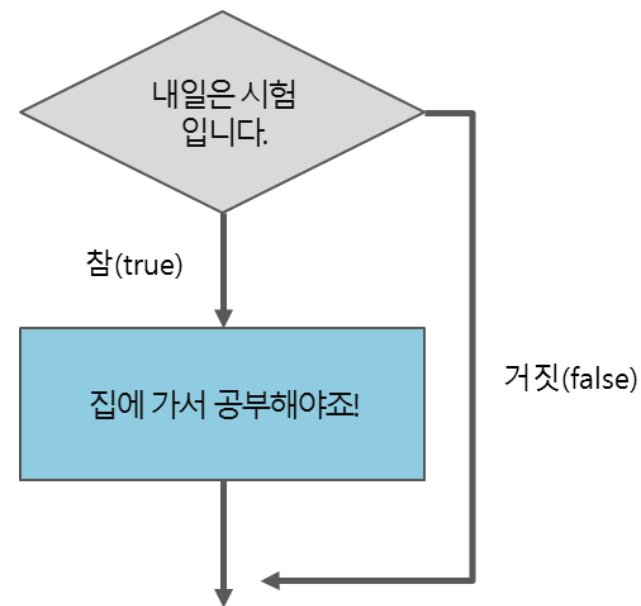 내일은 시험
입니다.
참(true)
거짓(false)
집에 가서 공부해야죠!